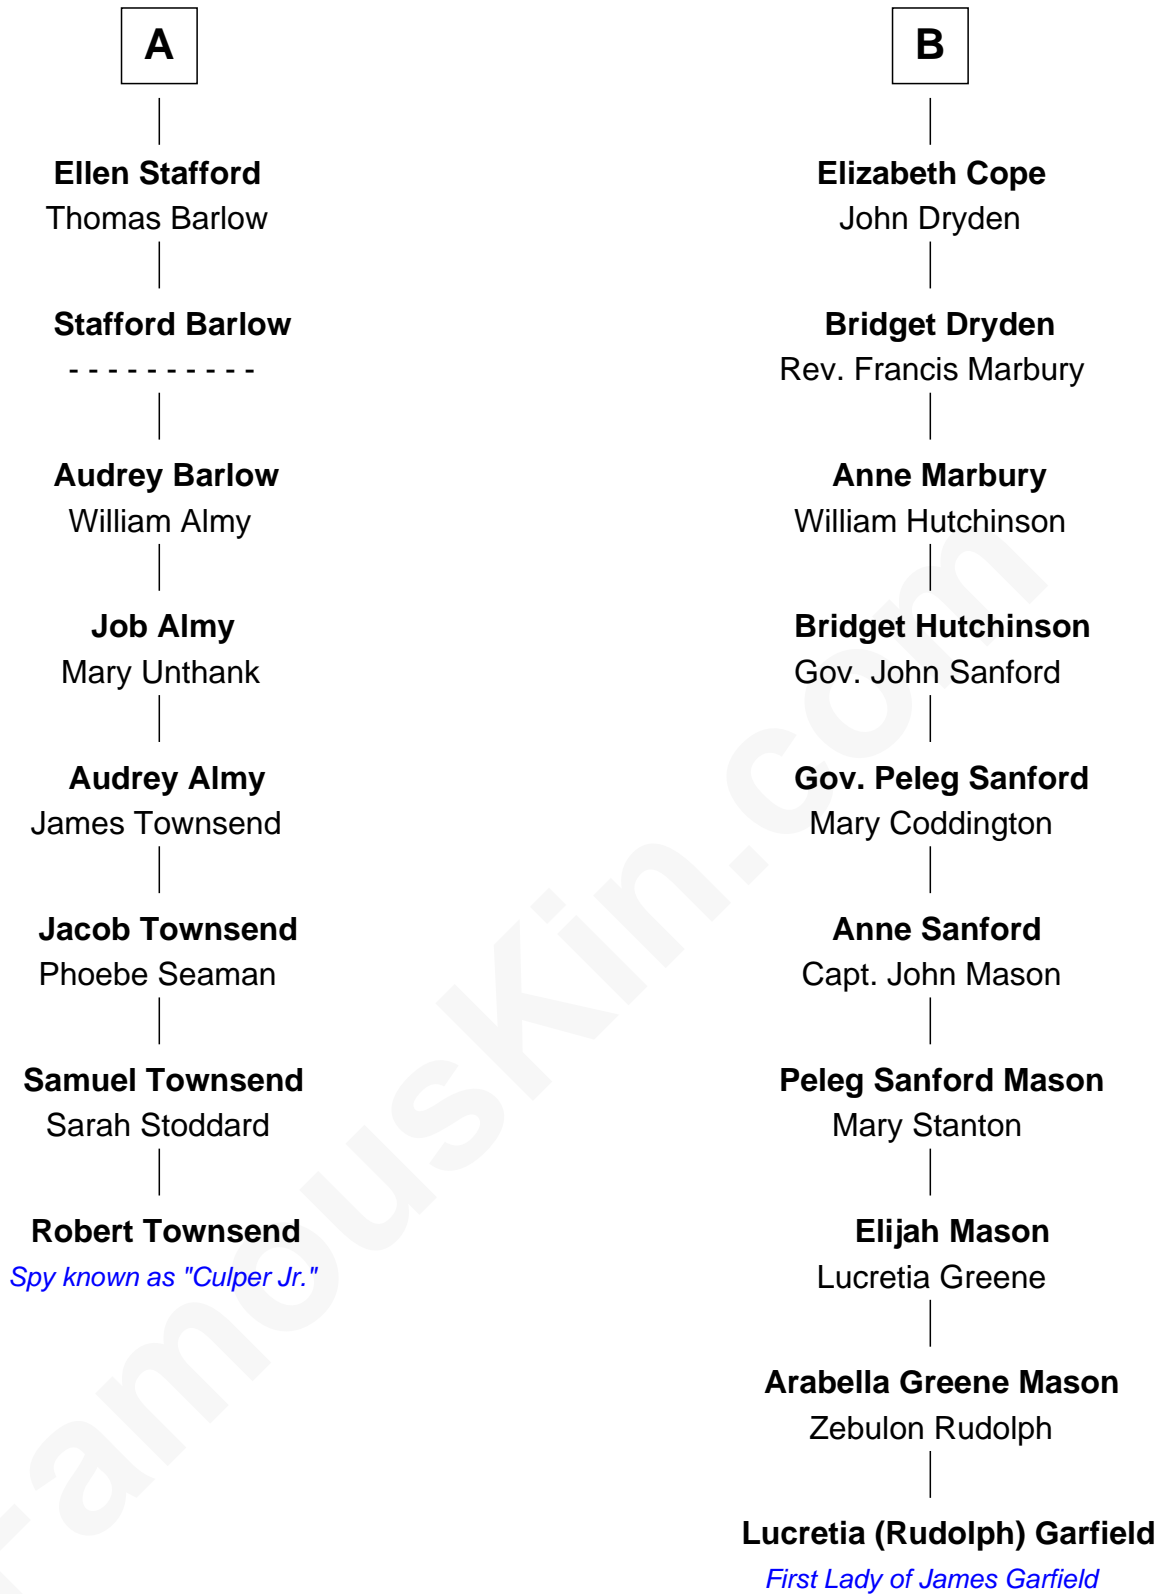 A
Ellen Stafford
Thomas Barlow
Stafford Barlow
- - - - - - - - - -
Audrey Barlow
William Almy
Job Almy
Mary Unthank
Audrey Almy
James Townsend
Jacob Townsend
Phoebe Seaman
Samuel Townsend
Sarah Stoddard
Robert Townsend
Spy known as "Culper Jr."
B
Elizabeth Cope
John Dryden
Bridget Dryden
Rev. Francis Marbury
Anne Marbury
William Hutchinson
Bridget Hutchinson
Gov. John Sanford
Gov. Peleg Sanford
Mary Coddington
Anne Sanford
Capt. John Mason
Peleg Sanford Mason
Mary Stanton
Elijah Mason
Lucretia Greene
Arabella Greene Mason
Zebulon Rudolph
Lucretia (Rudolph) Garfield
First Lady of James Garfield
FamousKin.com